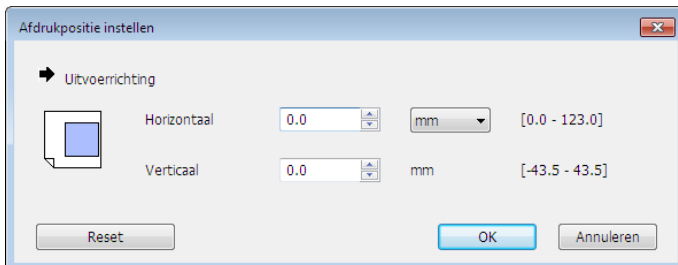 Afdrukpositie instellen
Uitvoerrichting
Horizontaal 0.0 mm [0.0 - 123.0]
Verticaal 0.0 mm [-43.5 - 43.5]
Reset OK Annuleren